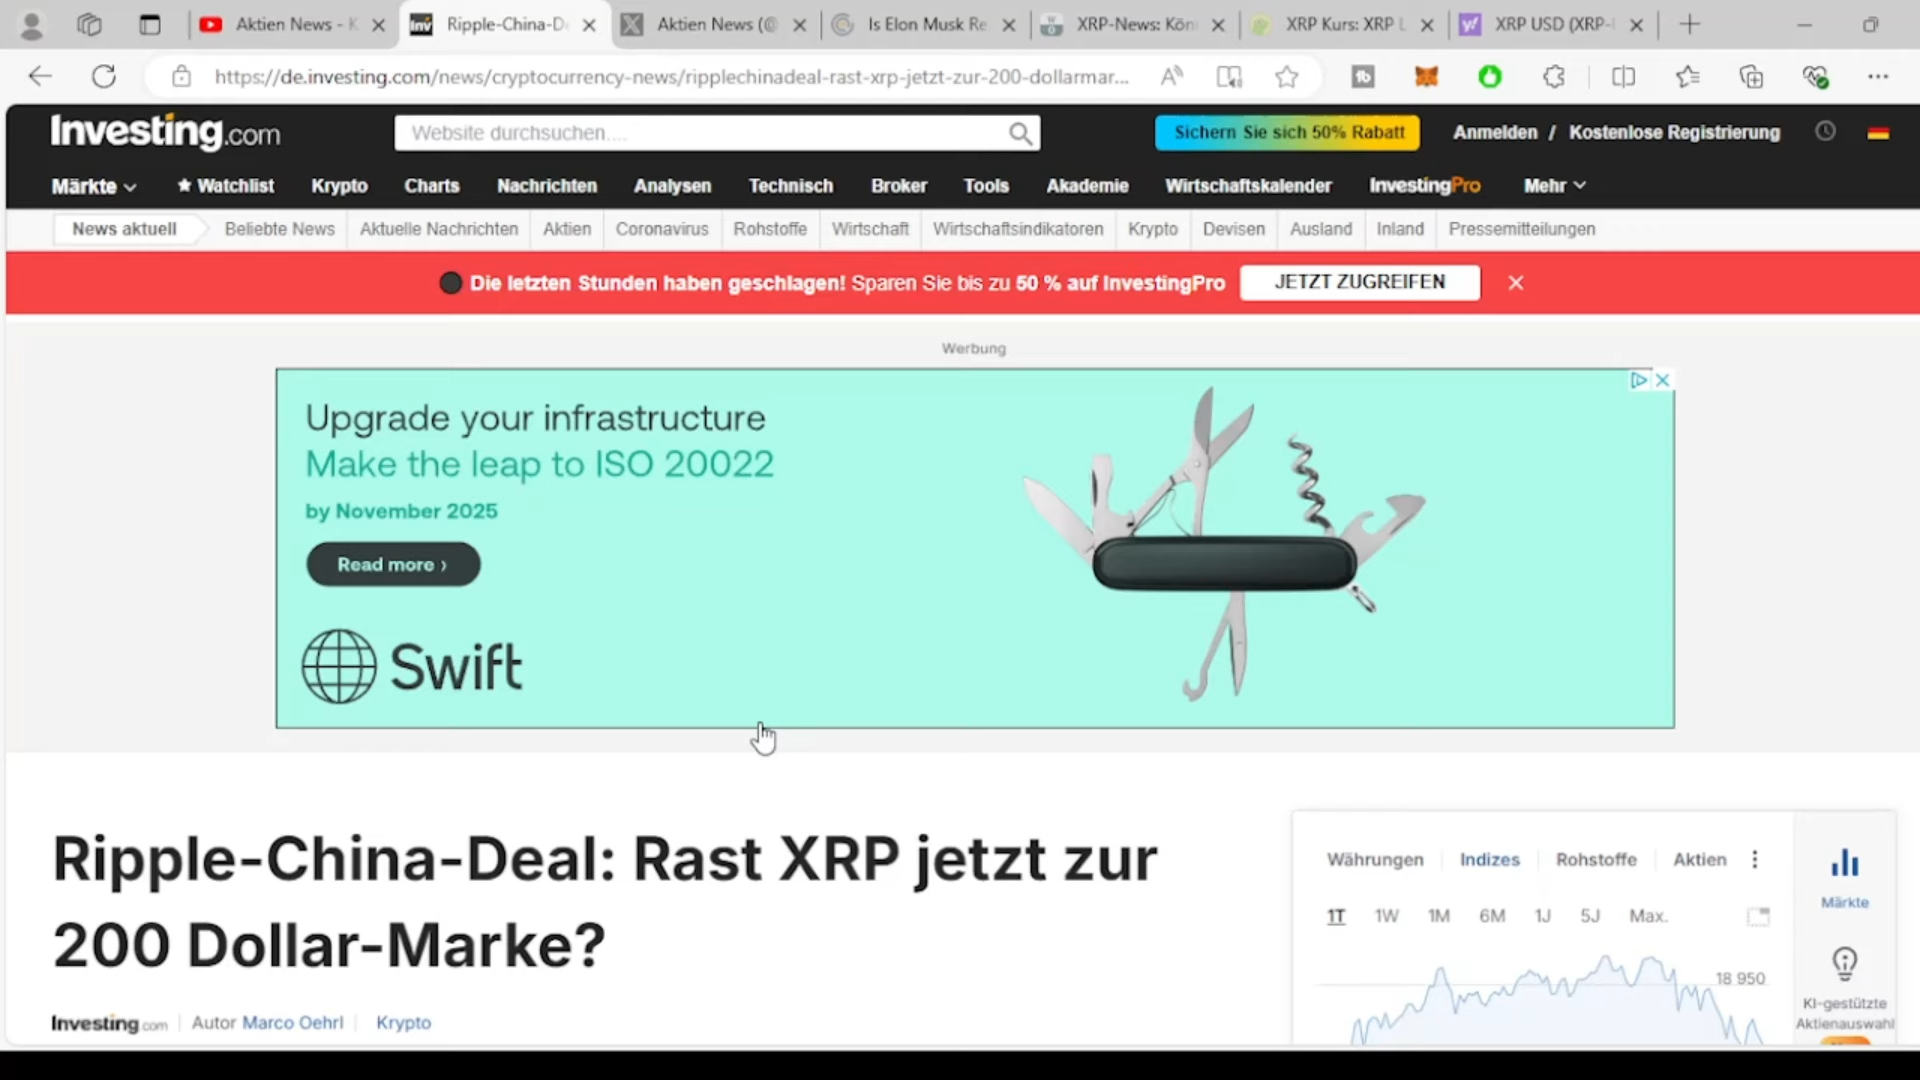 Aktien News - K
Ripple-China-D
Aktien News (@
Is Elon Musk Re
XRP-News: Kön
XRP Kurs: XRP L
XRP USD (XRP-
https://de.investing.com/news/cryptocurrency-news/ripplechinadeal-rast-xrp-jetzt-zur-200-dollarmar...
Investing.com
Website durchsuchen....
Sichern Sie sich 50% Rabatt
Anmelden / Kostenlose Registrierung
Märkte
Watchlist
Krypto
Charts
Nachrichten
Analysen
Technisch
Broker
Tools
Akademie
Wirtschaftskalender
InvestingPro
Mehr
News aktuell
Beliebte News
Aktuelle Nachrichten
Aktien
Coronavirus
Rohstoffe
Wirtschaft
Wirtschaftsindikatoren
Krypto
Devisen
Ausland
Inland
Pressemitteilungen
Die letzten Stunden haben geschlagen! Sparen Sie bis zu 50 % auf InvestingPro
JETZT ZUGREIFEN
Werbung
Upgrade your infrastructure
Make the leap to ISO 20022
by November 2025
Read more ›
Swift
Ripple-China-Deal: Rast XRP jetzt zur
200 Dollar-Marke?
Investing.com
Autor Marco Oehrl
Krypto
Währungen
Indizes
Rohstoffe
Aktien
1T
1W
1M
6M
1J
5J
Max.
18 950
Märkte
KI-gestützte
Aktienauswahl